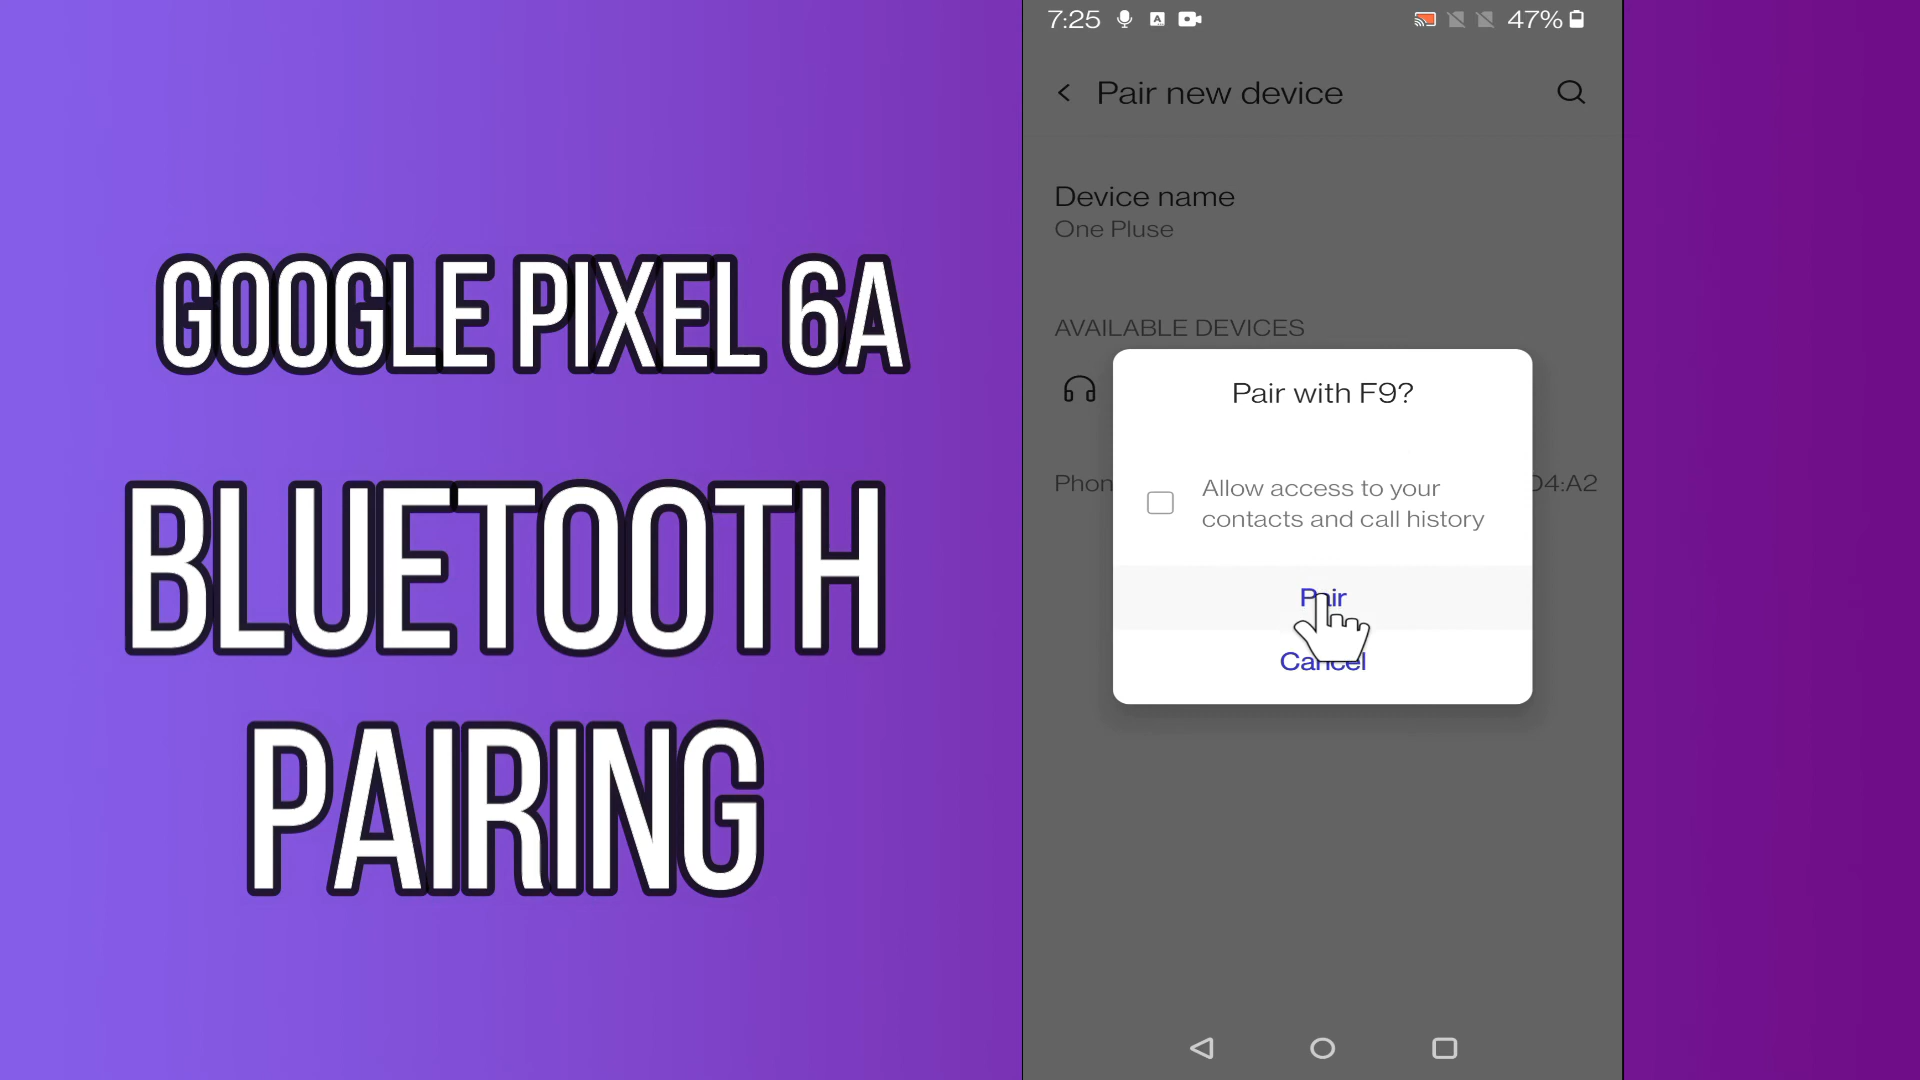 GOOGLE PIXEL 6A
BLUETOOTH
PAIRING
7:25
47%
Pair new device
Device name
One Pluse
AVAILABLE DEVICES
Pair with F9?
Allow access to your
contacts and call history
Phon
04:A2
Pair
Cancel